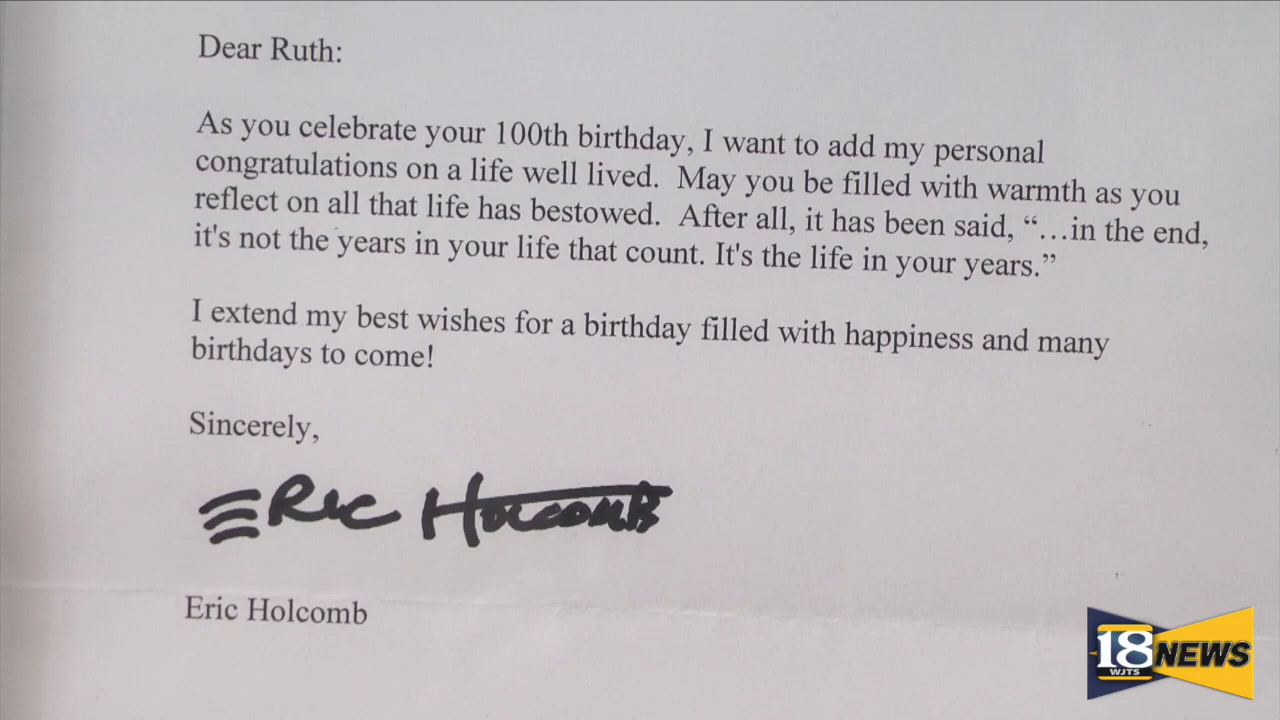 Dear Ruth:
As you celebrate your 100th birthday, I want to add my personal
congratulations on a life well lived.  May you be filled with warmth as you
reflect on all that life has bestowed.  After all, it has been said, “…in the end,
it's not the years in your life that count. It's the life in your years.”
I extend my best wishes for a birthday filled with happiness and many
birthdays to come!
Sincerely,
Eric Holcomb
Eric Holcomb
18 NEWS
WJTS